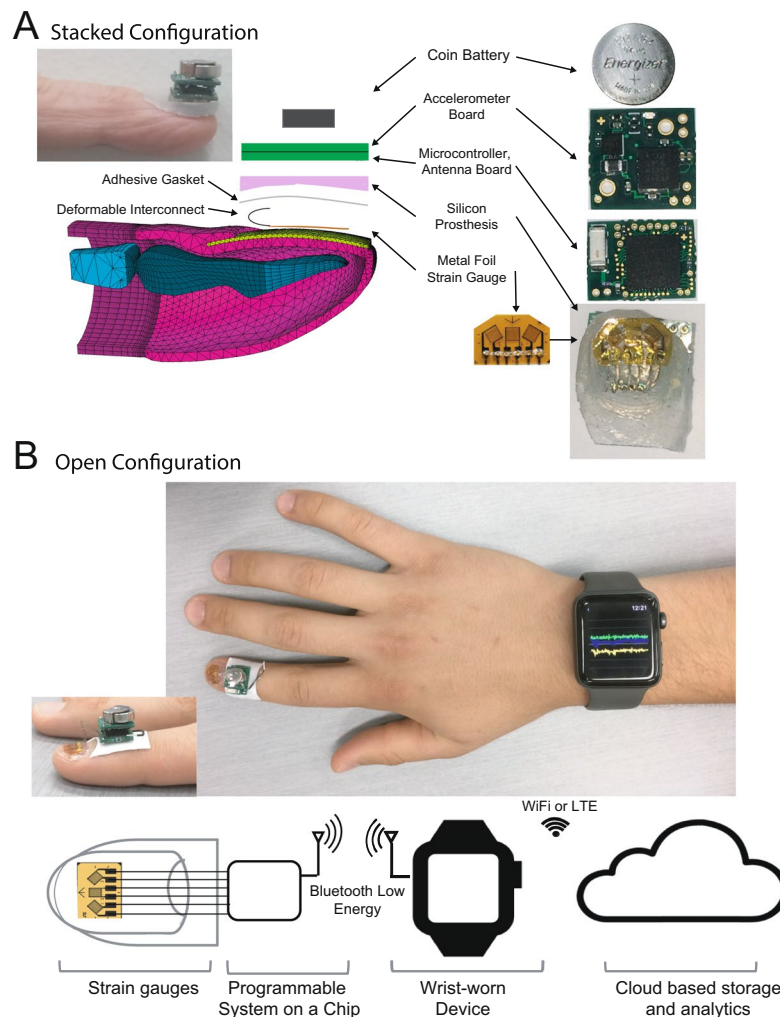 A Stacked Configuration
Coin Battery
Energizer
Accelerometer
Board
Microcontroller,
Antenna Board
Adhesive Gasket
Deformable Interconnect
Silicon
Prosthesis
Metal Foil
Strain Gauge
B Open Configuration
12/21
WiFi or LTE
Bluetooth Low
Energy
Strain gauges
Programmable
System on a Chip
Wrist-worn
Device
Cloud based storage
and analytics